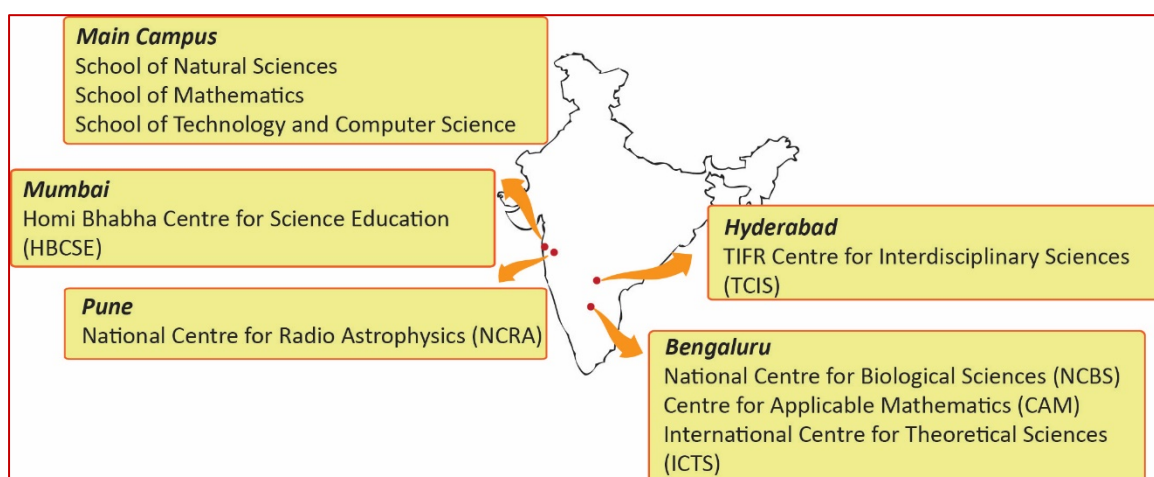 Main Campus
School of Natural Sciences
School of Mathematics
School of Technology and Computer Science
Mumbai
Homi Bhabha Centre for Science Education
(HBCSE)
Pune
National Centre for Radio Astrophysics (NCRA)
Hyderabad
TIFR Centre for Interdisciplinary Sciences
(TCIS)
Bengaluru
National Centre for Biological Sciences (NCBS)
Centre for Applicable Mathematics (CAM)
International Centre for Theoretical Sciences
(ICTS)